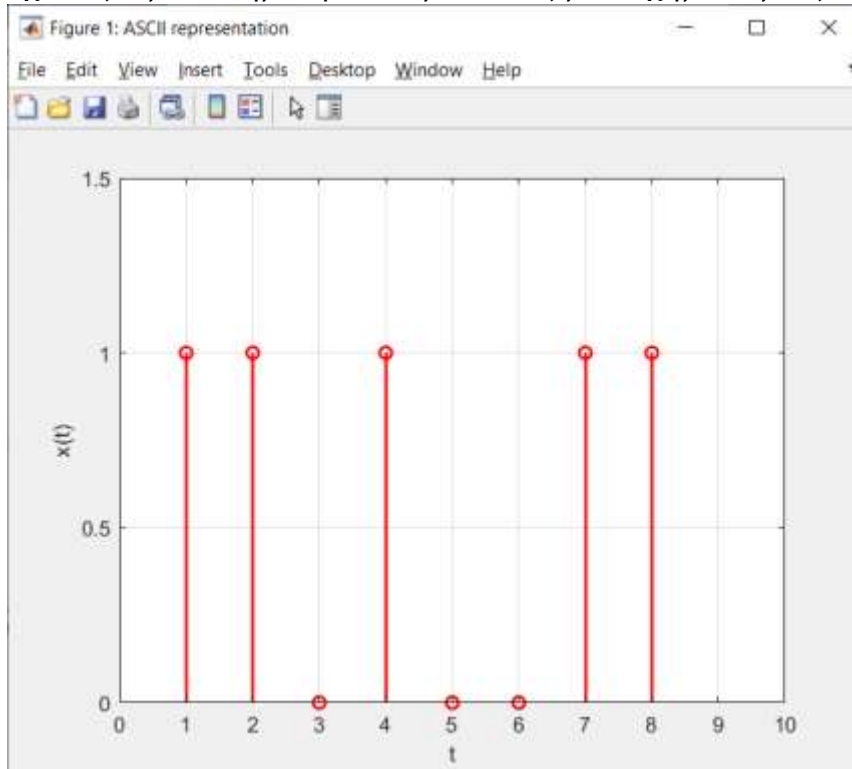 Figure 1: ASCII representation
File Edit View Insert Tools Desktop Window Help
1.5
1
0.5
0
x(t)
0 1 2 3 4 5 6 7 8 9 10
t